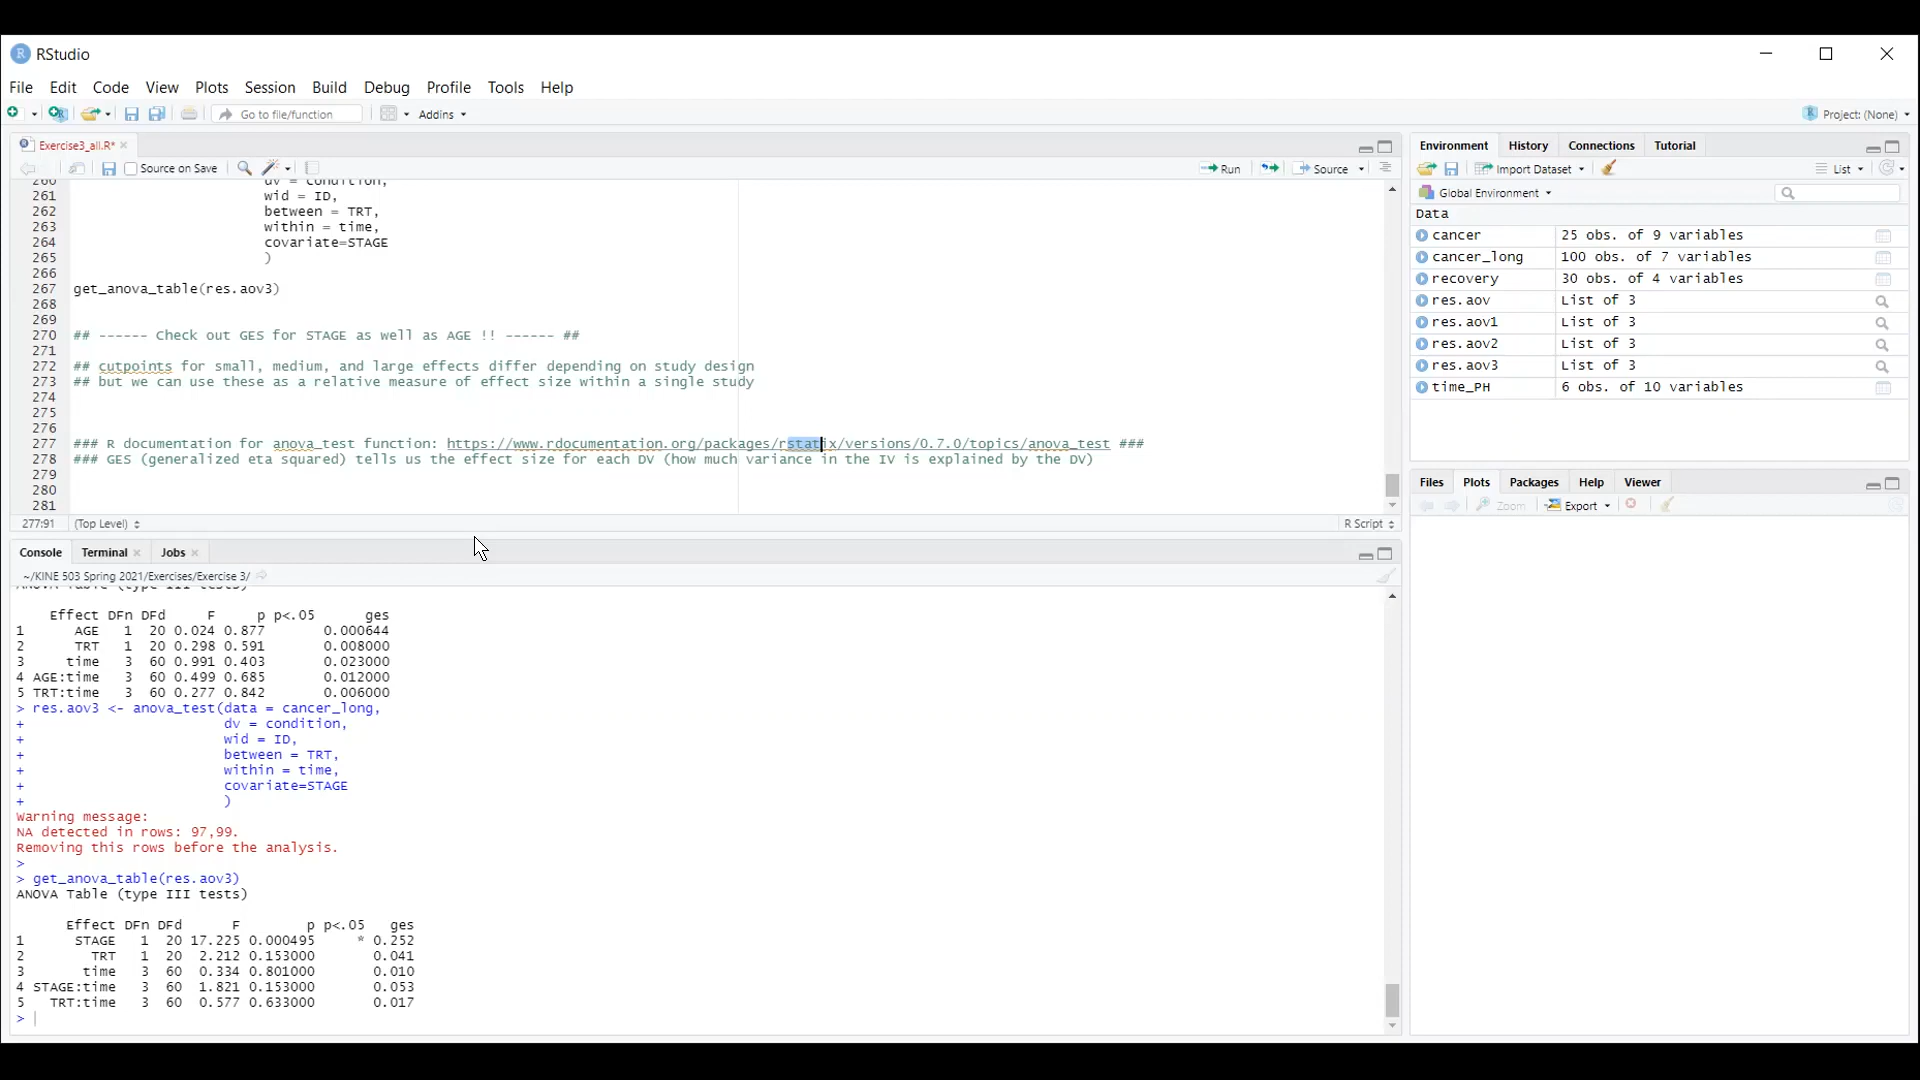 RStudio
File Edit Code View Plots Session Build Debug Profile Tools Help
Go to file/function Addins Project: (None)
Exercise3_all.R*
Source on Save Run Source
260 dv = condition,
261 wid = ID,
262 between = TRT,
263 within = time,
264 covariate=STAGE
265 )
266
267 get_anova_table(res.aov3)
268
269
270 ## ------ Check out GES for STAGE as well as AGE !! ------ ##
271
272 ## cutpoints for small, medium, and large effects differ depending on study design
273 ## but we can use these as a relative measure of effect size within a single study
274
275
276
277 ### R documentation for anova_test function: https://www.rdocumentation.org/packages/rstatix/versions/0.7.0/topics/anova_test ###
278 ### GES (generalized eta squared) tells us the effect size for each DV (how much variance in the IV is explained by the DV)
279
280
281
277:91 (Top Level) R Script
Console Terminal Jobs
~/KINE 503 Spring 2021/Exercises/Exercise 3/
ANOVA Table (type III tests)
Effect DFn DFd F p p<.05 ges
1 AGE 1 20 0.024 0.877 0.000644
2 TRT 1 20 0.298 0.591 0.008000
3 time 3 60 0.991 0.403 0.023000
4 AGE:time 3 60 0.499 0.685 0.012000
5 TRT:time 3 60 0.277 0.842 0.006000
> res.aov3 <- anova_test(data = cancer_long,
+ dv = condition,
+ wid = ID,
+ between = TRT,
+ within = time,
+ covariate=STAGE
+ )
Warning message:
NA detected in rows: 97,99.
Removing this rows before the analysis.
>
> get_anova_table(res.aov3)
ANOVA Table (type III tests)
Effect DFn DFd F p p<.05 ges
1 STAGE 1 20 17.225 0.000495 * 0.252
2 TRT 1 20 2.212 0.153000 0.041
3 time 3 60 0.334 0.801000 0.010
4 STAGE:time 3 60 1.821 0.153000 0.053
5 TRT:time 3 60 0.577 0.633000 0.017
>
Environment History Connections Tutorial
Import Dataset List
Global Environment
Data
cancer 25 obs. of 9 variables
cancer_long 100 obs. of 7 variables
recovery 30 obs. of 4 variables
res.aov List of 3
res.aov1 List of 3
res.aov2 List of 3
res.aov3 List of 3
time_PH 6 obs. of 10 variables
Files Plots Packages Help Viewer
Zoom Export